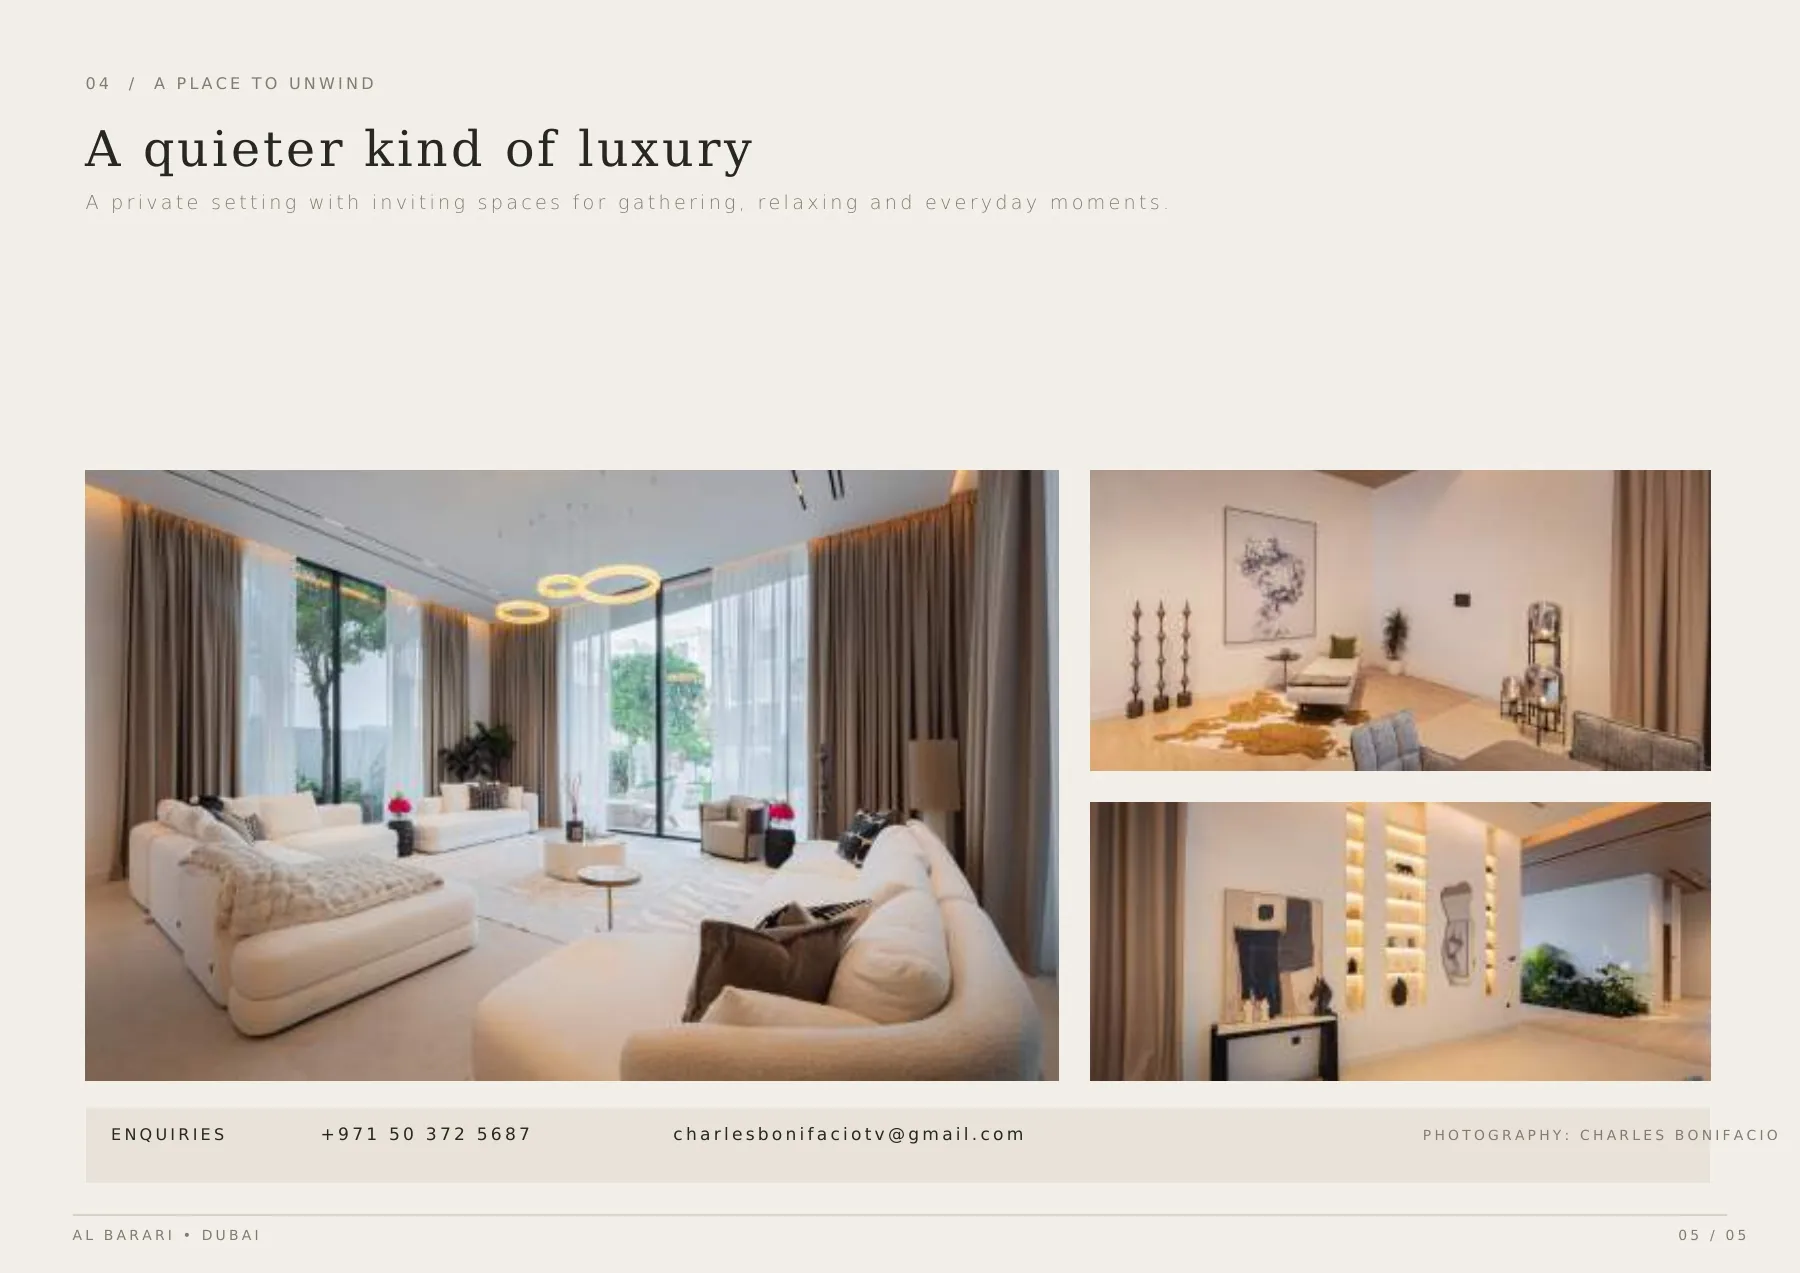 04 / A PLACE TO UNWIND
A quieter kind of luxury
A private setting with inviting spaces for gathering, relaxing and everyday moments.
ENQUIRIES +971 50 372 5687 charlesbonifaciotv@gmail.com PHOTOGRAPHY: CHARLES BONIFACIO
AL BARARI • DUBAI 05 / 05